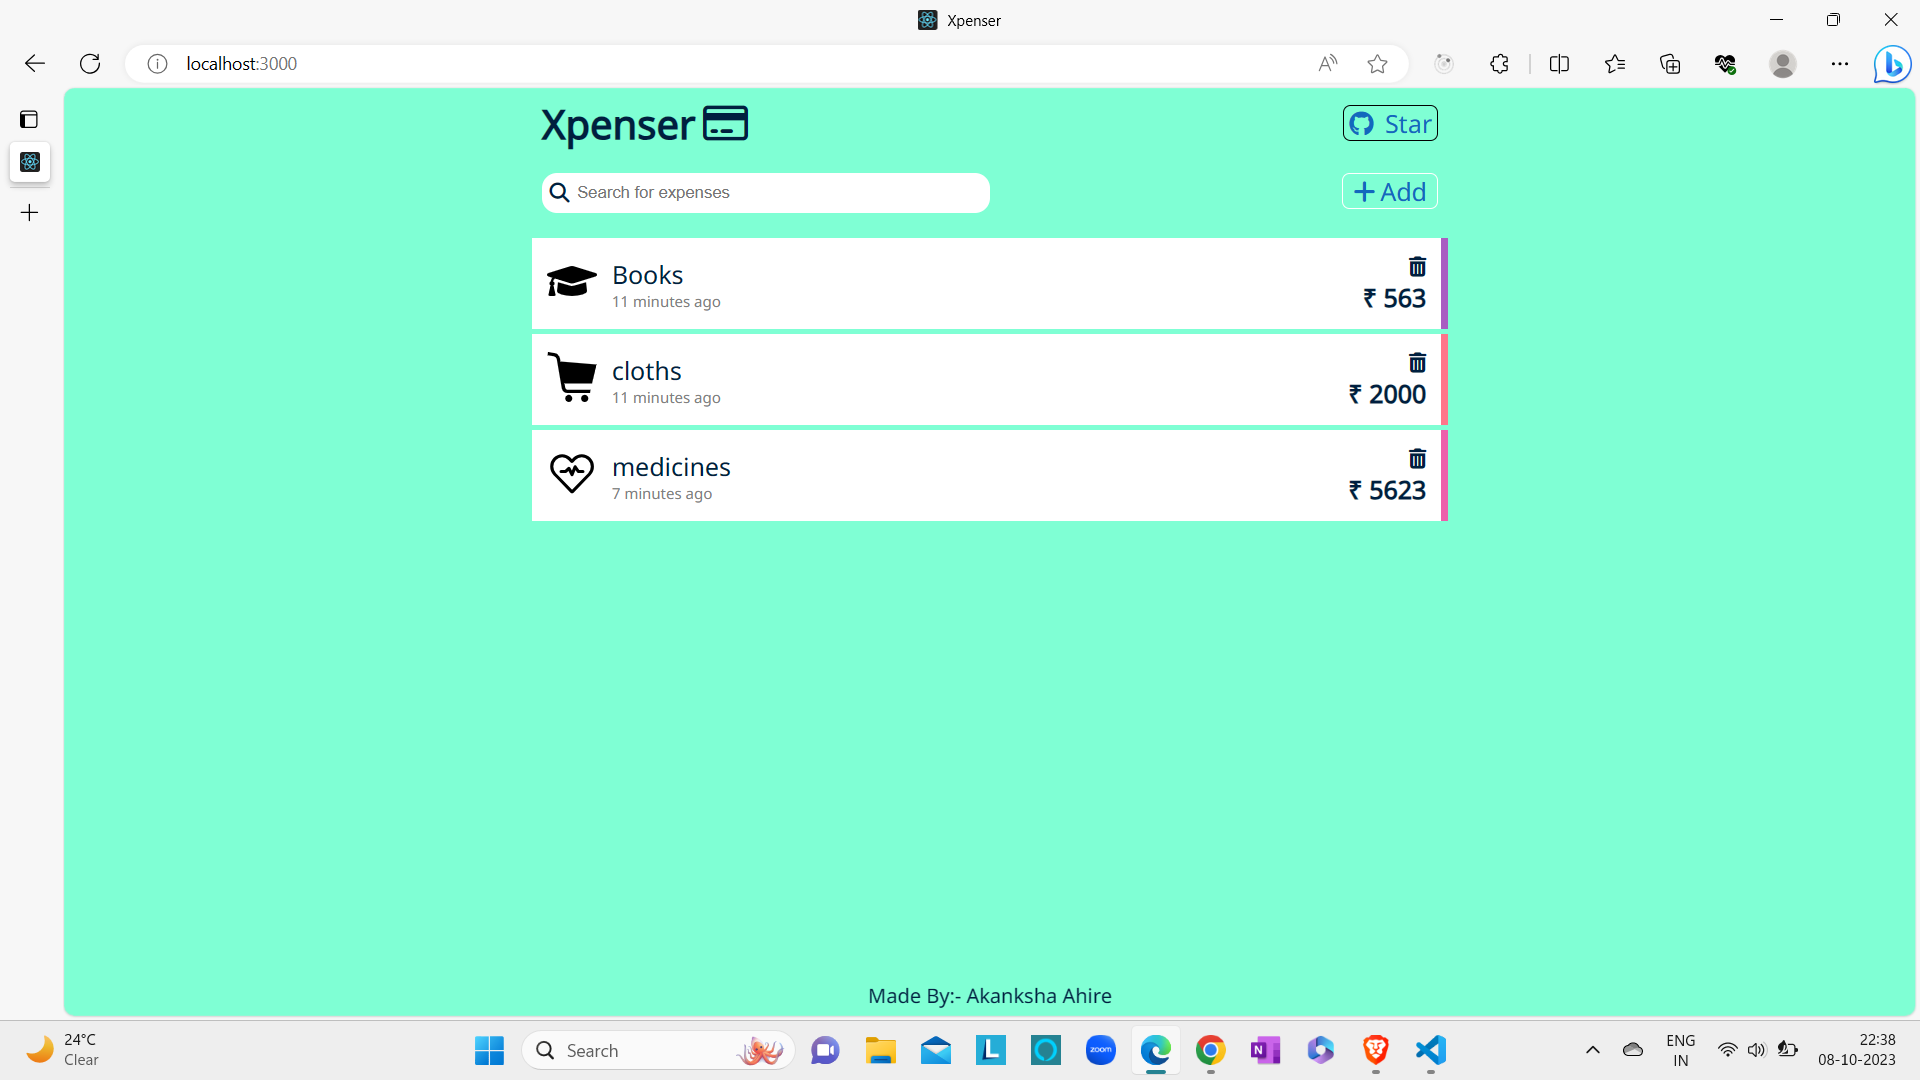 Xpenser
localhost:3000
Xpenser
Star
Search for expenses
Add
Books
11 minutes ago
₹ 563
cloths
11 minutes ago
₹ 2000
medicines
7 minutes ago
₹ 5623
Made By:- Akanksha Ahire
24°C
Clear
Search
L
zoom
N
ENG
IN
22:38
08-10-2023